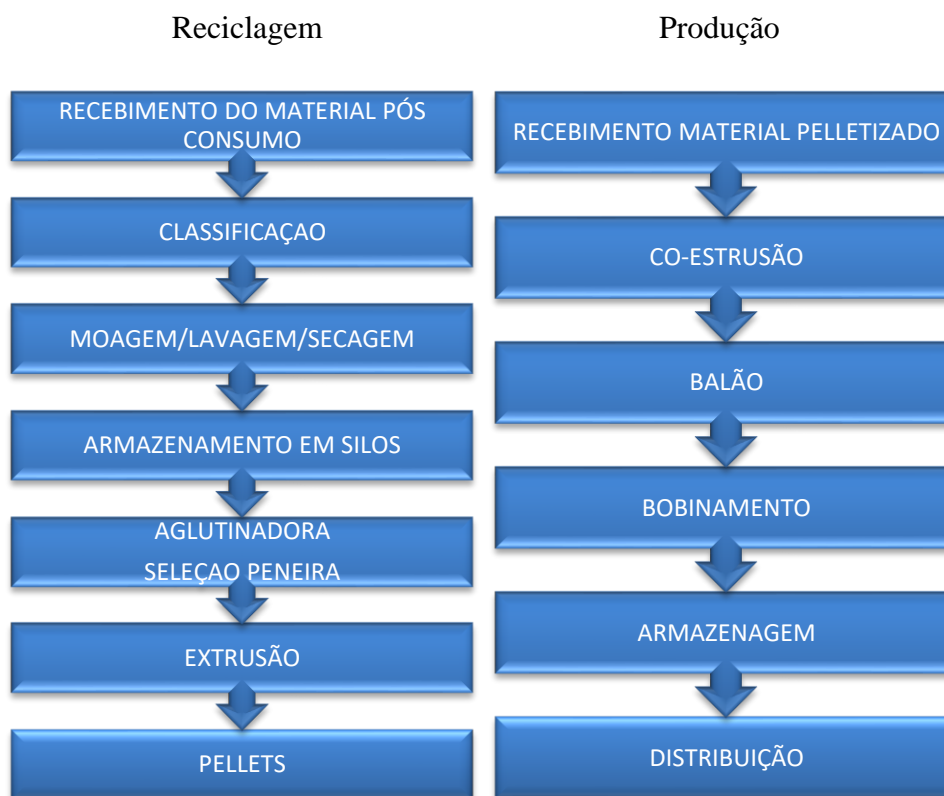 Reciclagem
RECEBIMENTO DO MATERIAL PÓS
CONSUMO
CLASSIFICAÇAO
MOAGEM/LAVAGEM/SECAGEM
ARMAZENAMENTO EM SILOS
AGLUTINADORA
SELEÇAO PENEIRA
EXTRUSÃO
PELLETS
Produção
RECEBIMENTO MATERIAL PELLETIZADO
CO-ESTRUSÃO
BALÃO
BOBINAMENTO
ARMAZENAGEM
DISTRIBUIÇÃO